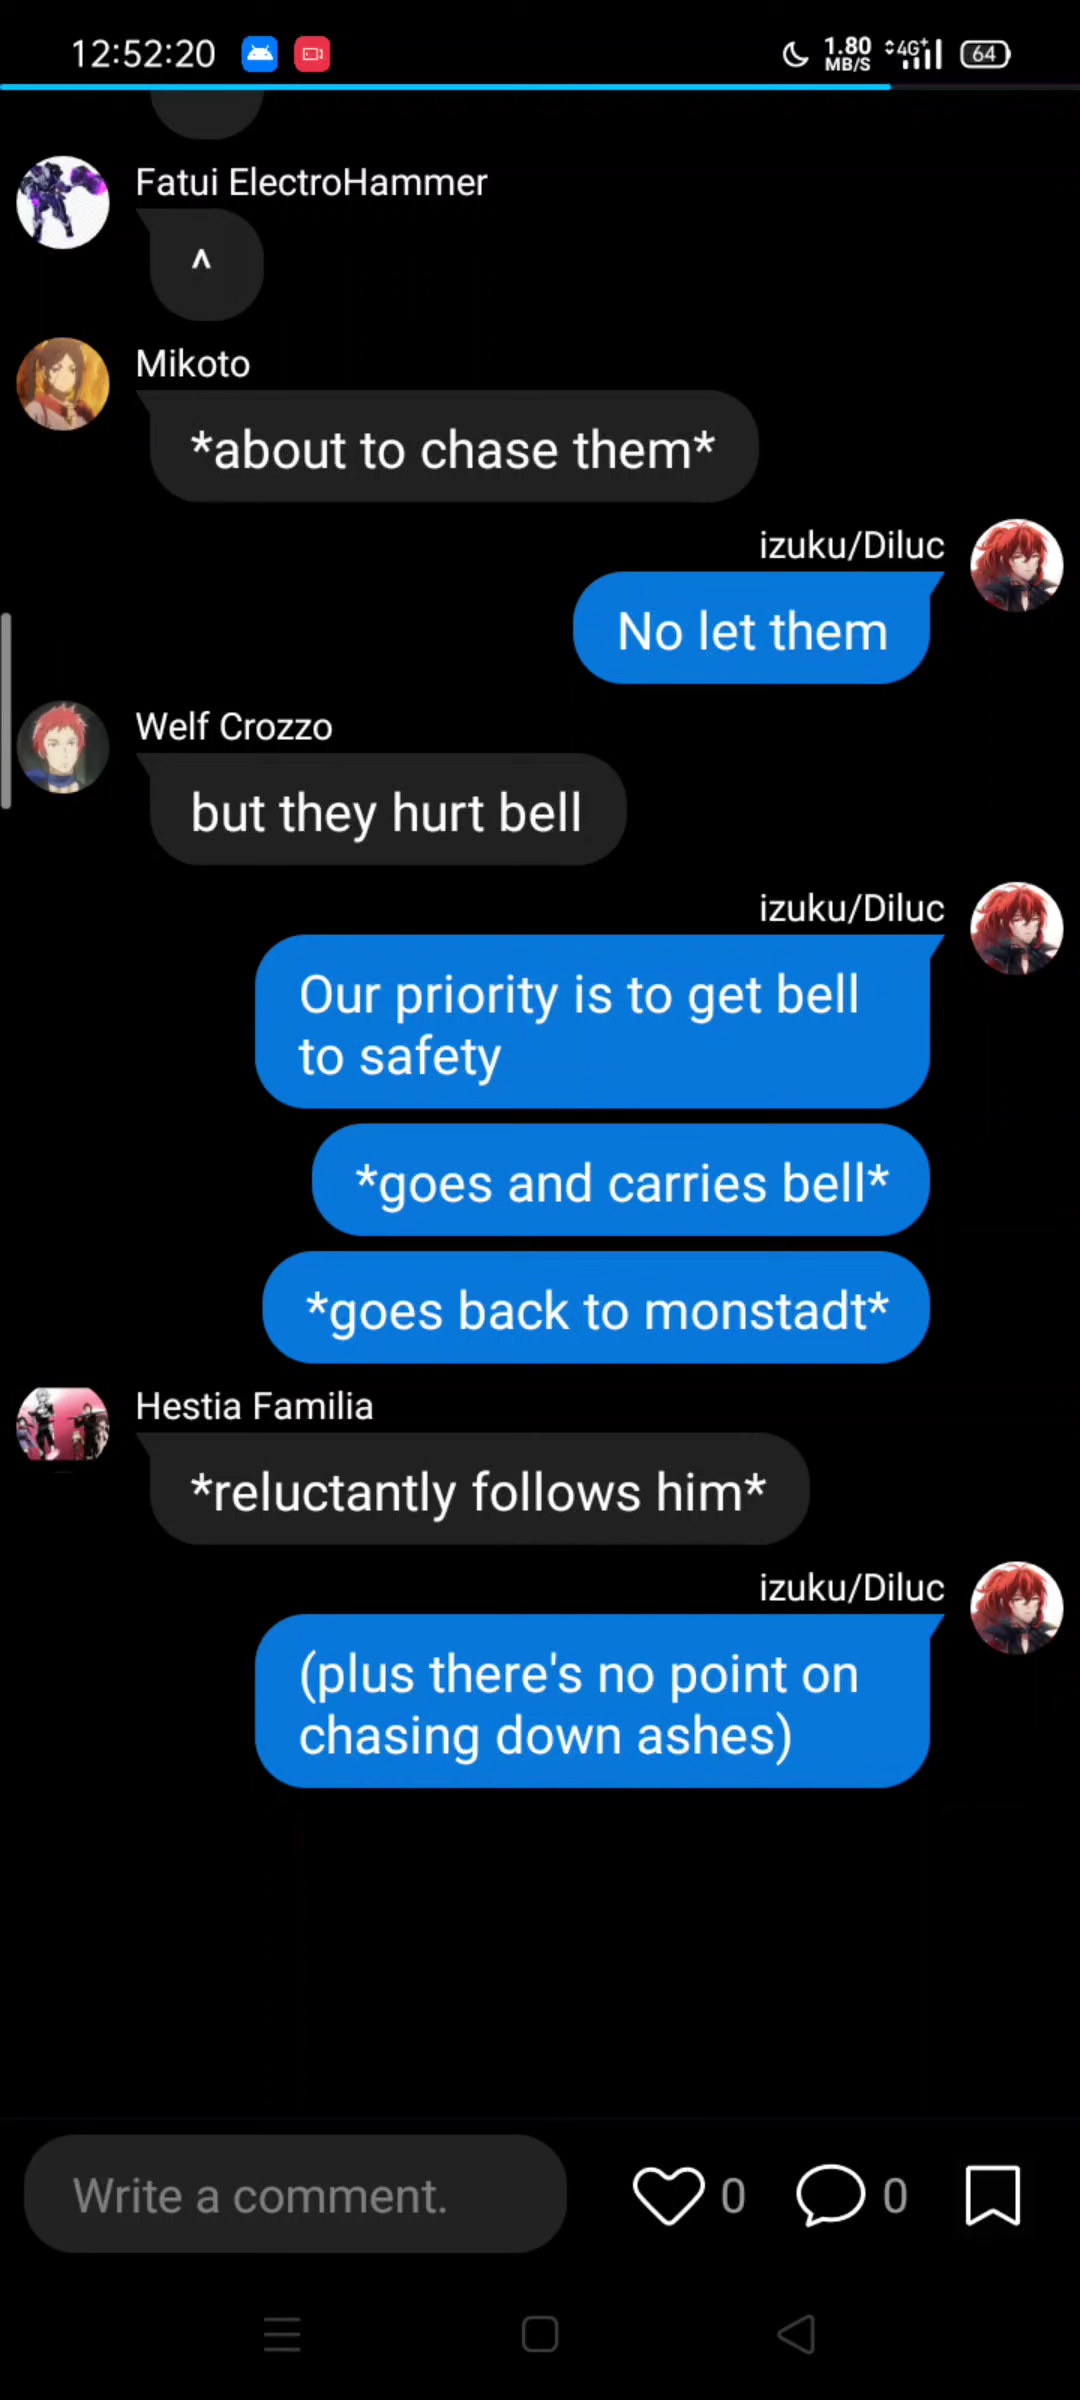 12:52:20
1.80
MB/S
4G+
64
Fatui ElectroHammer
^
Mikoto
*about to chase them*
izuku/Diluc
No let them
Welf Crozzo
but they hurt bell
izuku/Diluc
Our priority is to get bell
to safety
*goes and carries bell*
*goes back to monstadt*
Hestia Familia
*reluctantly follows him*
izuku/Diluc
(plus there's no point on
chasing down ashes)
Write a comment.
0
0